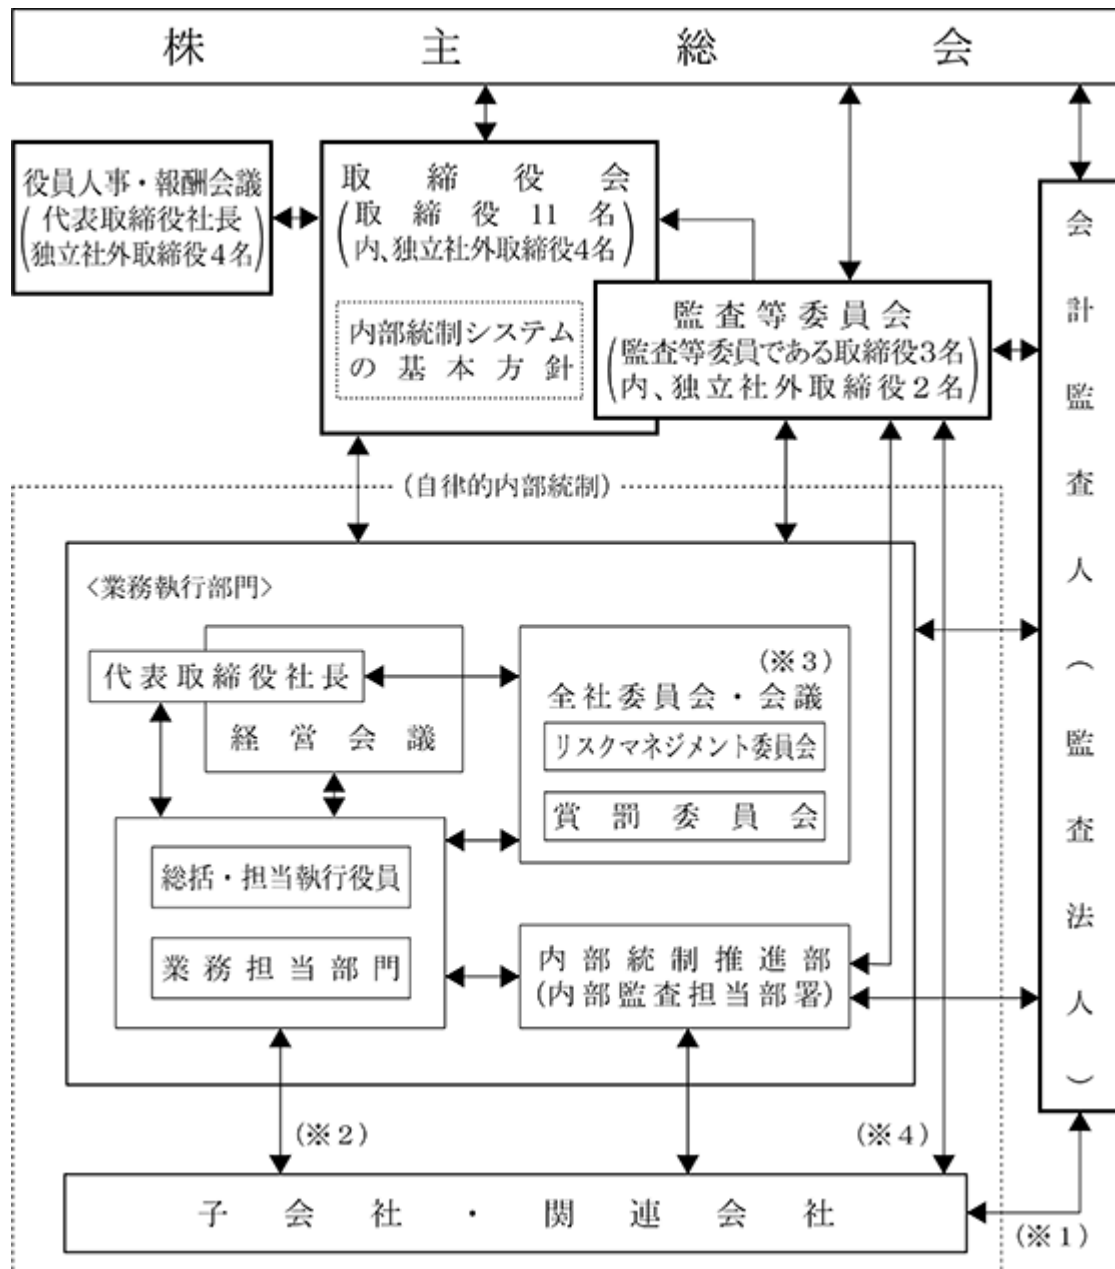 株主総会
役員人事・報酬会議
(代表取締役社長
独立社外取締役4名)
取締役会
(取締役11名
内、独立社外取締役4名)
内部統制システム
の基本方針
監査等委員会
(監査等委員である取締役3名
内、独立社外取締役2名)
会計監査人(監査法人)
(自律的内部統制)
<業務執行部門>
代表取締役社長
経営会議
(※3)
全社委員会・会議
リスクマネジメント委員会
賞罰委員会
総括・担当執行役員
業務担当部門
内部統制推進部
(内部監査担当部署)
(※2)
(※4)
子会社・関連会社
(※1)